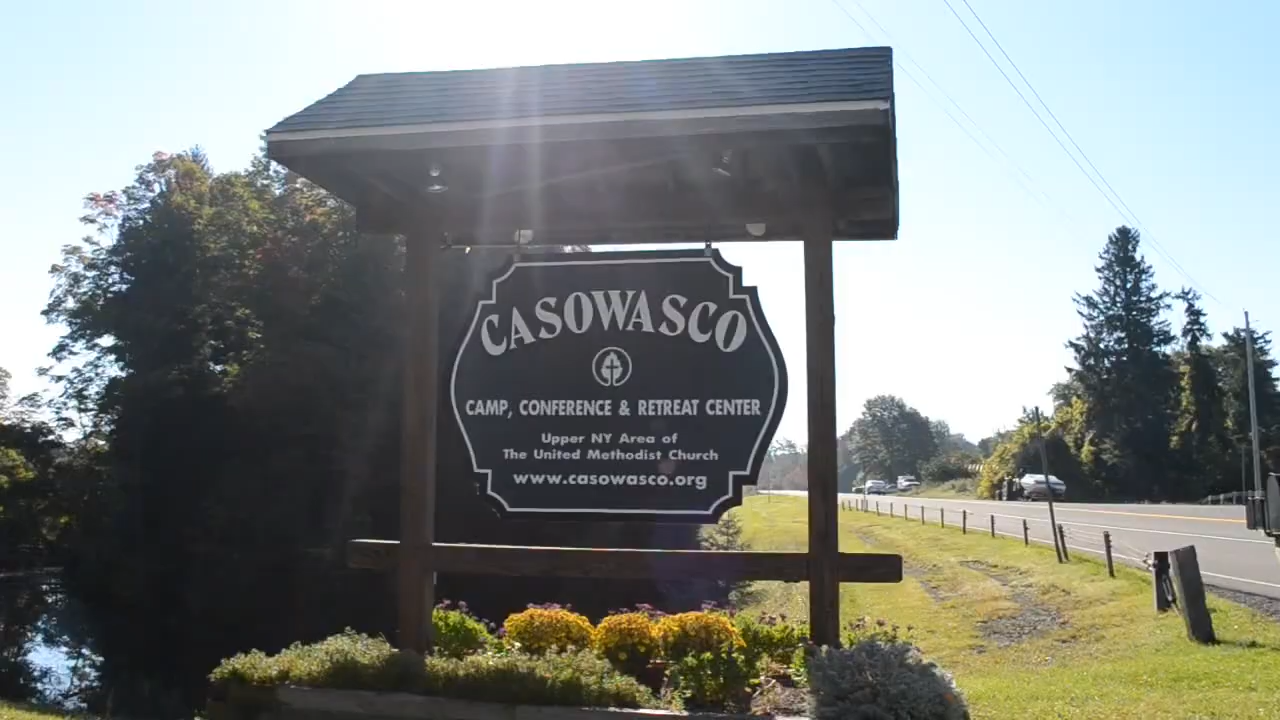 CASOWASCO
CAMP, CONFERENCE & RETREAT CENTER
Upper NY Area of
The United Methodist Church
www.casowasco.org